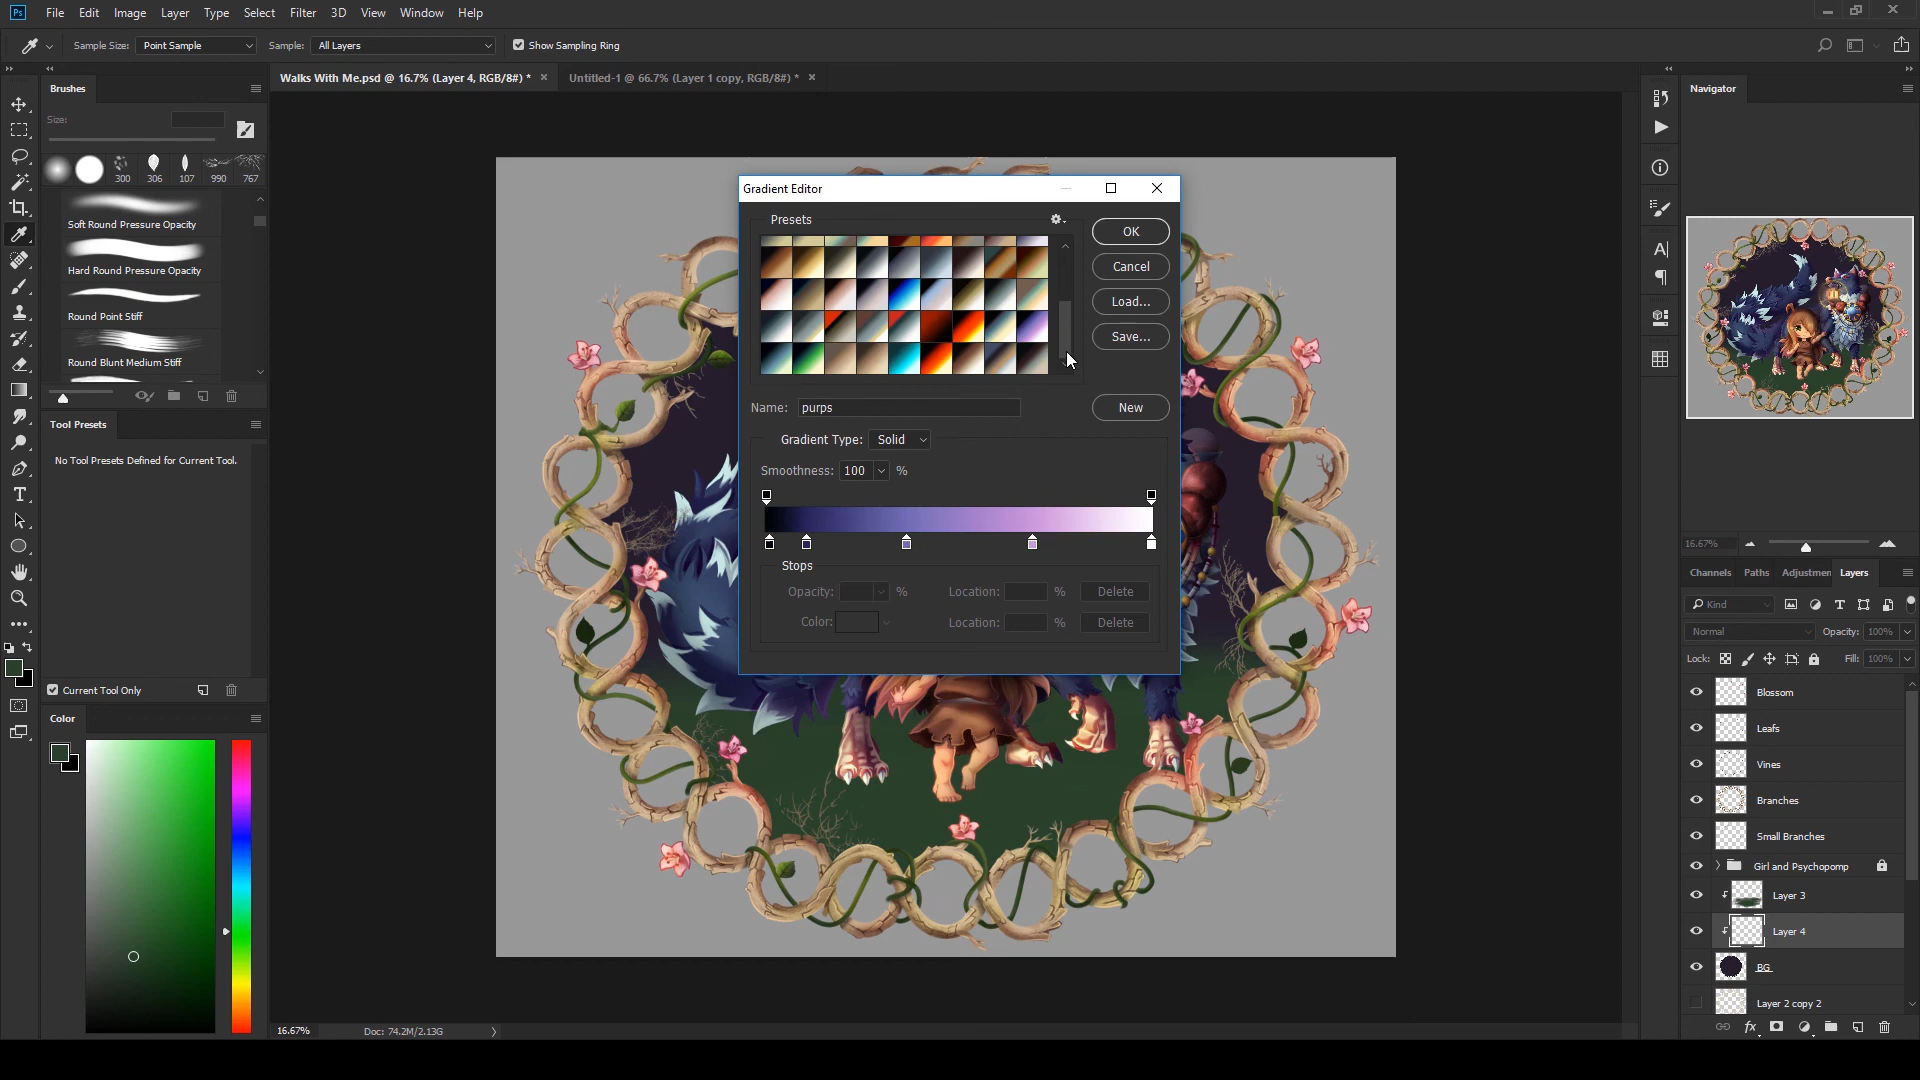 Ps File Edit Image Layer Type Select Filter 3D View Window Help
Sample Size: Point Sample Sample: All Layers Show Sampling Ring
Walks With Me.psd @ 16.7% (Layer 4, RGB/8#) * × Untitled-1 @ 66.7% (Layer 1 copy, RGB/8#) * ×
Brushes
Size:
300 306 107 990 767
Soft Round Pressure Opacity
Hard Round Pressure Opacity
Round Point Stiff
Round Blunt Medium Stiff
Tool Presets
No Tool Presets Defined for Current Tool.
Current Tool Only
Color
Gradient Editor
Presets
OK
Cancel
Load...
Save...
Name: purps
New
Gradient Type: Solid
Smoothness: 100 %
Stops
Opacity: % Location: % Delete
Color: Location: % Delete
16.67% Doc: 74.2M/2.13G
Navigator
16.67%
Channels Paths Adjustmen Layers
Kind
Normal Opacity: 100%
Lock: Fill: 100%
Blossom
Leafs
Vines
Branches
Small Branches
Girl and Psychopomp
Layer 3
Layer 4
BG
Layer 2 copy 2